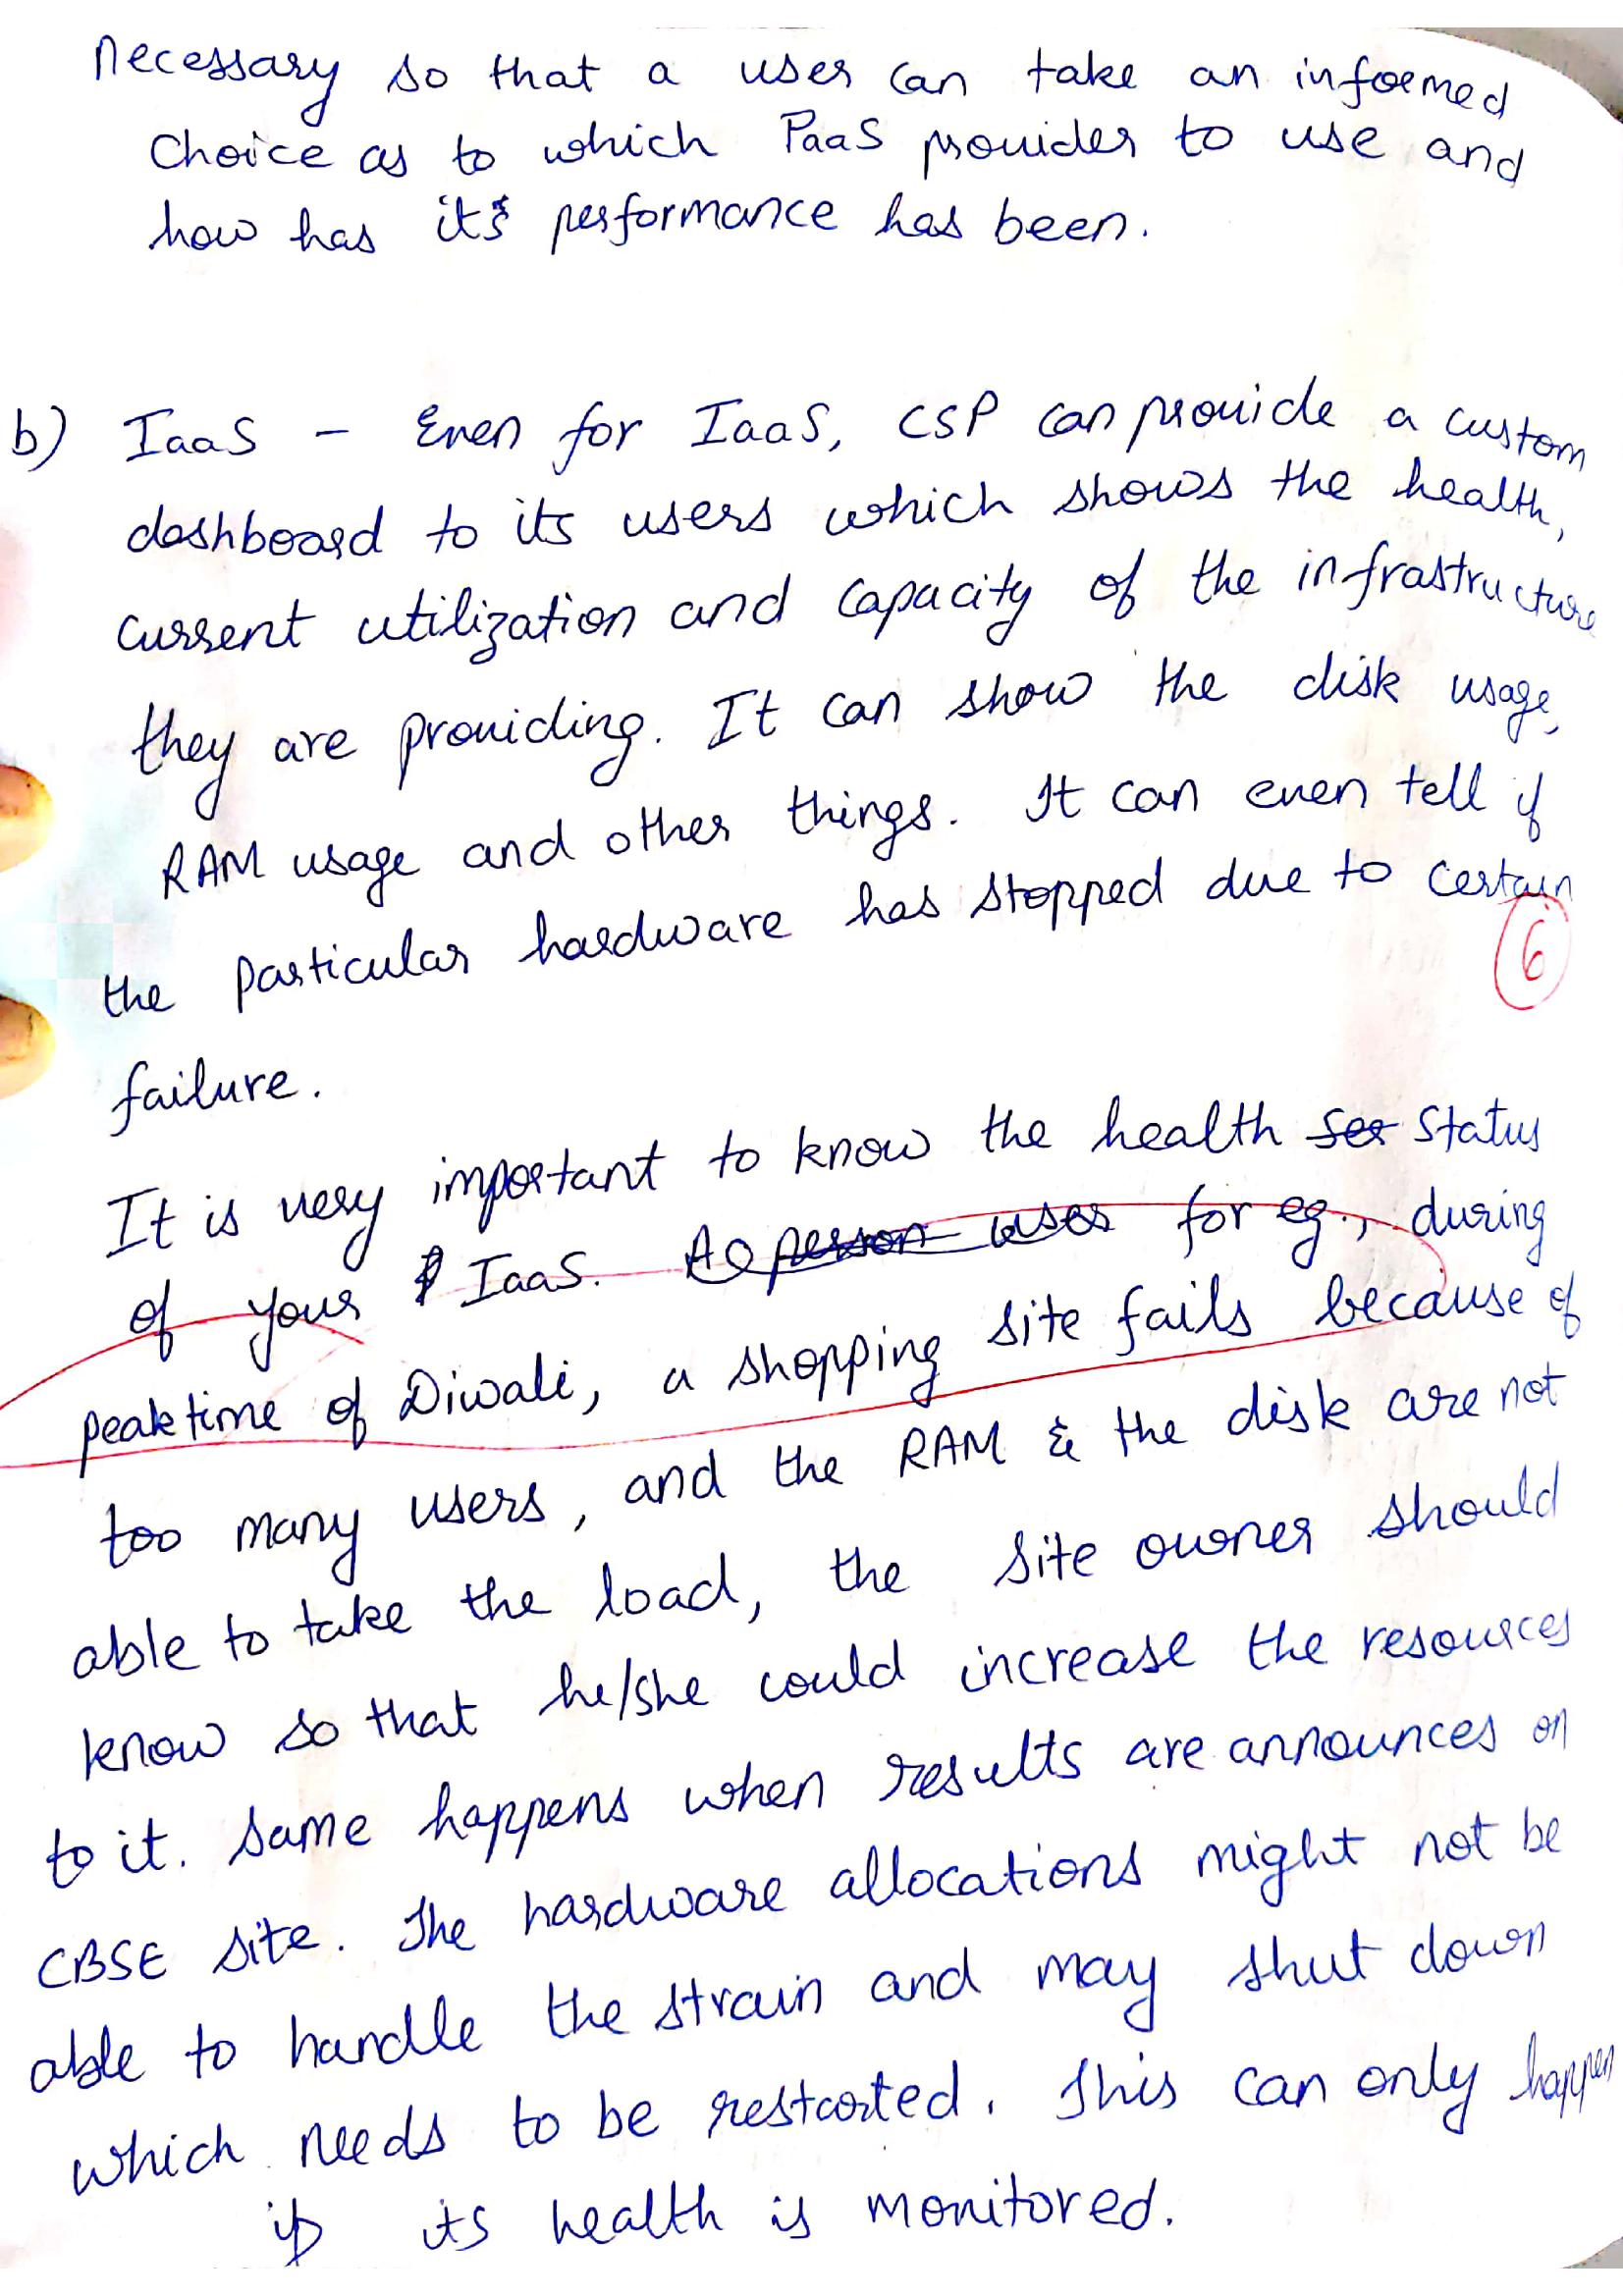 Necessary so that a user can take an informed
choice as to which PaaS provider to use and
how has its performance has been.
b) IaaS - Even for IaaS, CSP can provide a custom
dashboard to its users which shows the health,
current utilization and capacity of the infrastructure
they are providing. It can show the disk usage,
RAM usage and other things. It can even tell if
the particular hardware has stopped due to certain
6
failure.
It is very important to know the health ser status
of your IaaS. A person uses for eg., during
peak time of Diwali, a shopping site fails because of
too many users, and the RAM & the disk are not
able to take the load, the site owner should
know so that he/she could increase the resources
to it. Same happens when results are announces on
CBSE site. The hardware allocations might not be
able to handle the strain and may shut down
which needs to be restarted. This can only happen
if its health is monitored.